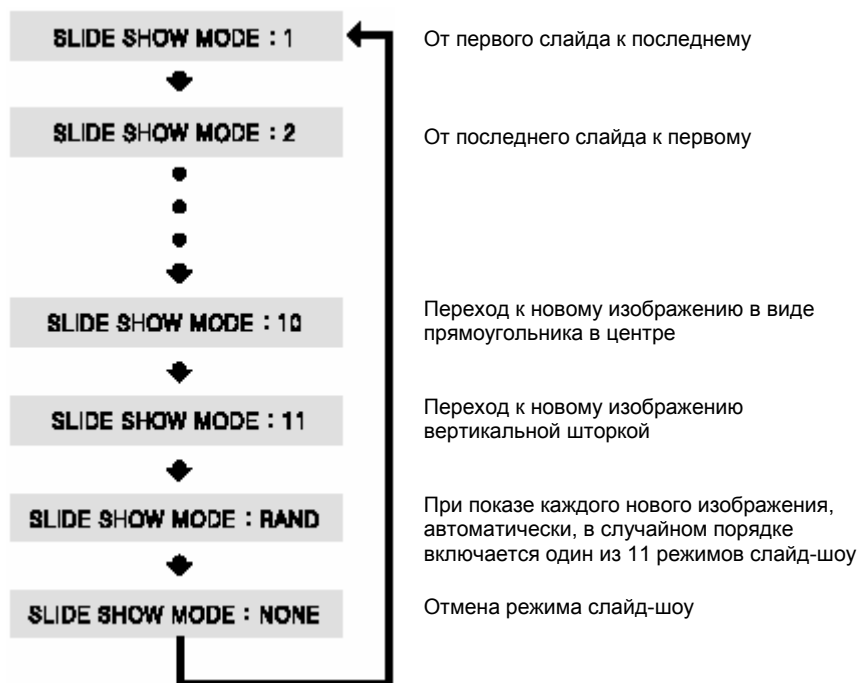 SLIDE SHOW MODE : 1
От первого слайда к последнему
SLIDE SHOW MODE : 2
От последнего слайда к первому
SLIDE SHOW MODE : 10
Переход к новому изображению в виде
прямоугольника в центре
SLIDE SHOW MODE : 11
Переход к новому изображению
вертикальной шторкой
SLIDE SHOW MODE : RAND
При показе каждого нового изображения,
автоматически, в случайном порядке
включается один из 11 режимов слайд-шоу
SLIDE SHOW MODE : NONE
Отмена режима слайд-шоу